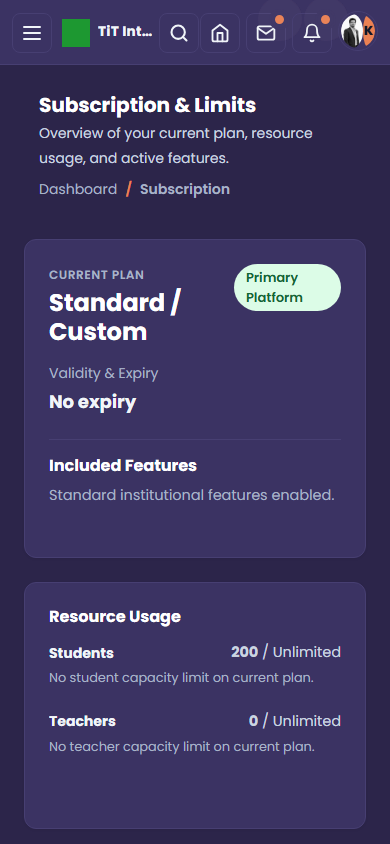 TiT Int...
K
Subscription & Limits
Overview of your current plan, resource
usage, and active features.
Dashboard / Subscription
CURRENT PLAN
Primary
Platform
Standard /
Custom
Validity & Expiry
No expiry
Included Features
Standard institutional features enabled.
Resource Usage
Students 200 / Unlimited
No student capacity limit on current plan.
Teachers 0 / Unlimited
No teacher capacity limit on current plan.